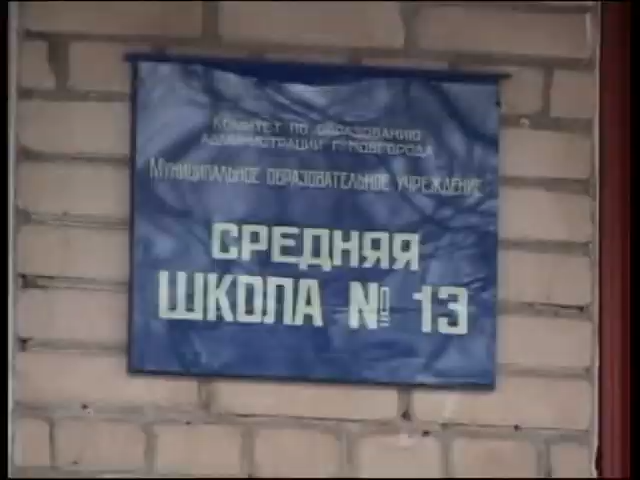 КОМИТЕТ ПО ОБРАЗОВАНИЮ
АДМИНИСТРАЦИИ Г. НОВГОРОДА
МУНИЦИПАЛЬНОЕ ОБРАЗОВАТЕЛЬНОЕ УЧРЕЖДЕНИЕ
СРЕДНЯЯ
ШКОЛА № 13